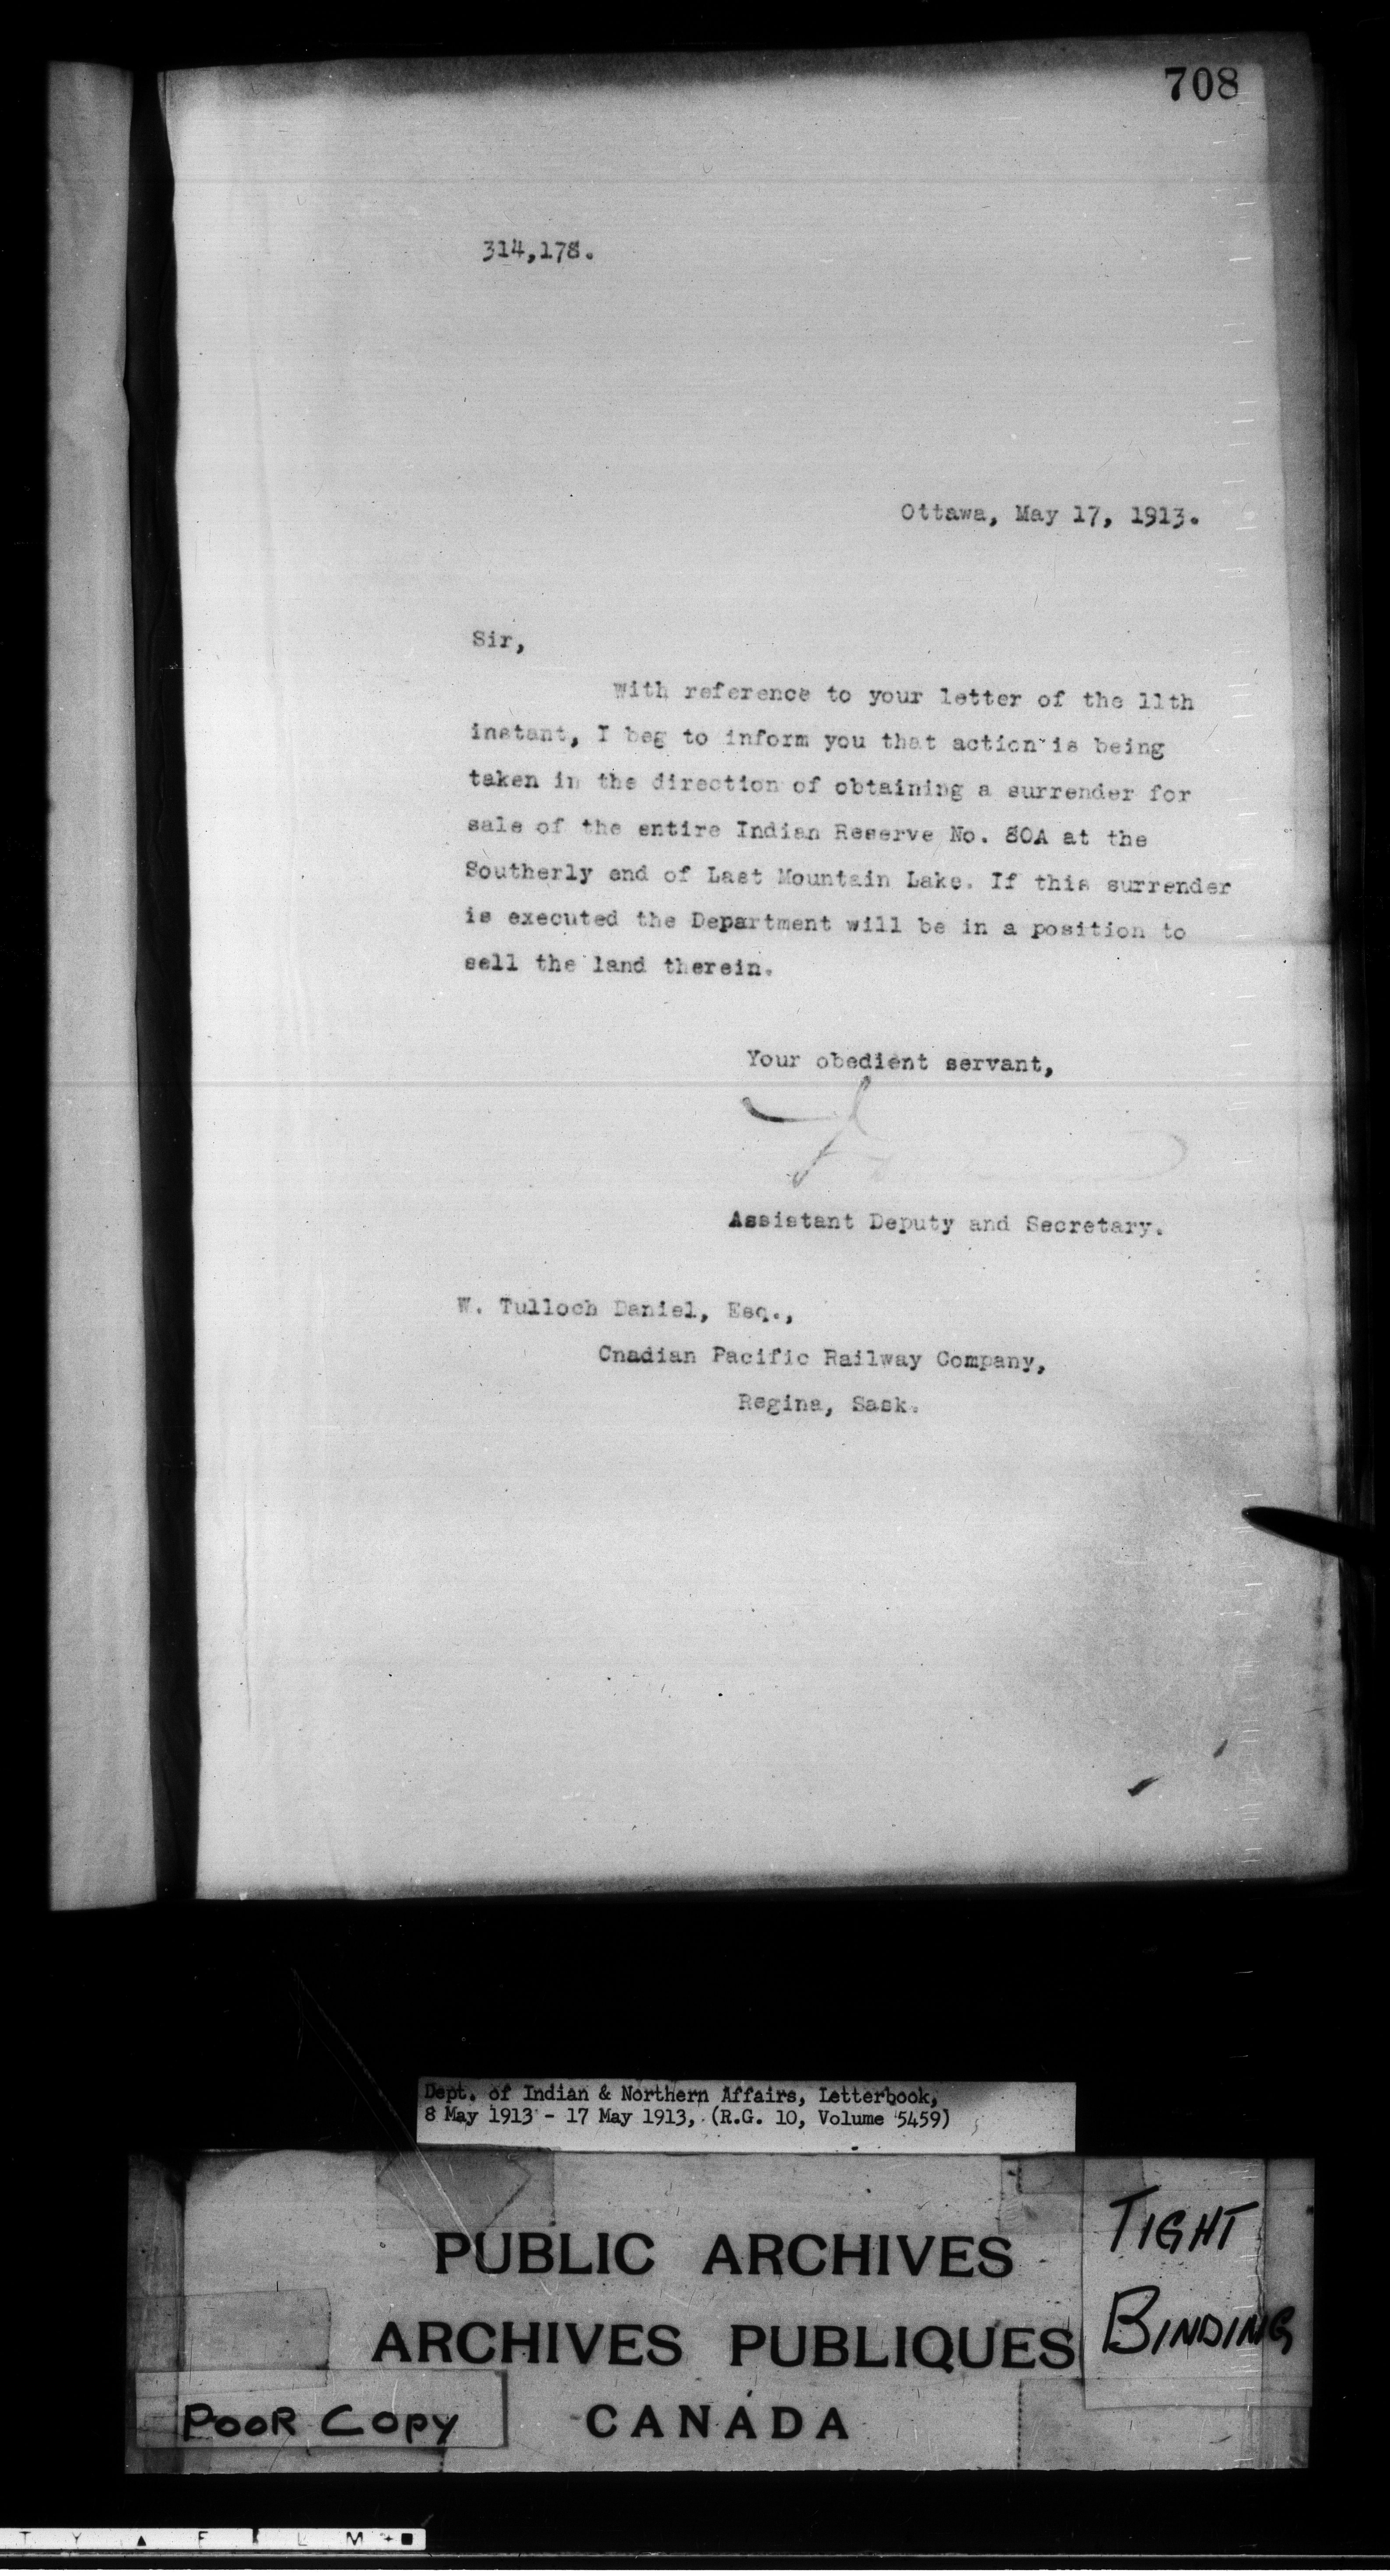 708
314,178.
Ottawa, May 17, 1913.
Sir,
With reference to your letter of the 11th
instant, I beg to inform you that action is being
taken in the direction of obtaining a surrender for
sale of the entire Indian Reserve No. 80A at the
Southerly end of Last Mountain Lake. If this surrender
is executed the Department will be in a position to
sell the land therein.
Your obedient servant,
Assistant Deputy and Secretary.
W. Tulloch Daniel, Esq.,
Cnadian Pacific Railway Company,
Regina, Sask.
Dept. of Indian & Northern Affairs, Letterbook,
8 May 1913 - 17 May 1913, (R.G. 10, Volume 5459)
PUBLIC ARCHIVES
ARCHIVES PUBLIQUES
CANADA
TIGHT
BINDING
POOR COPY